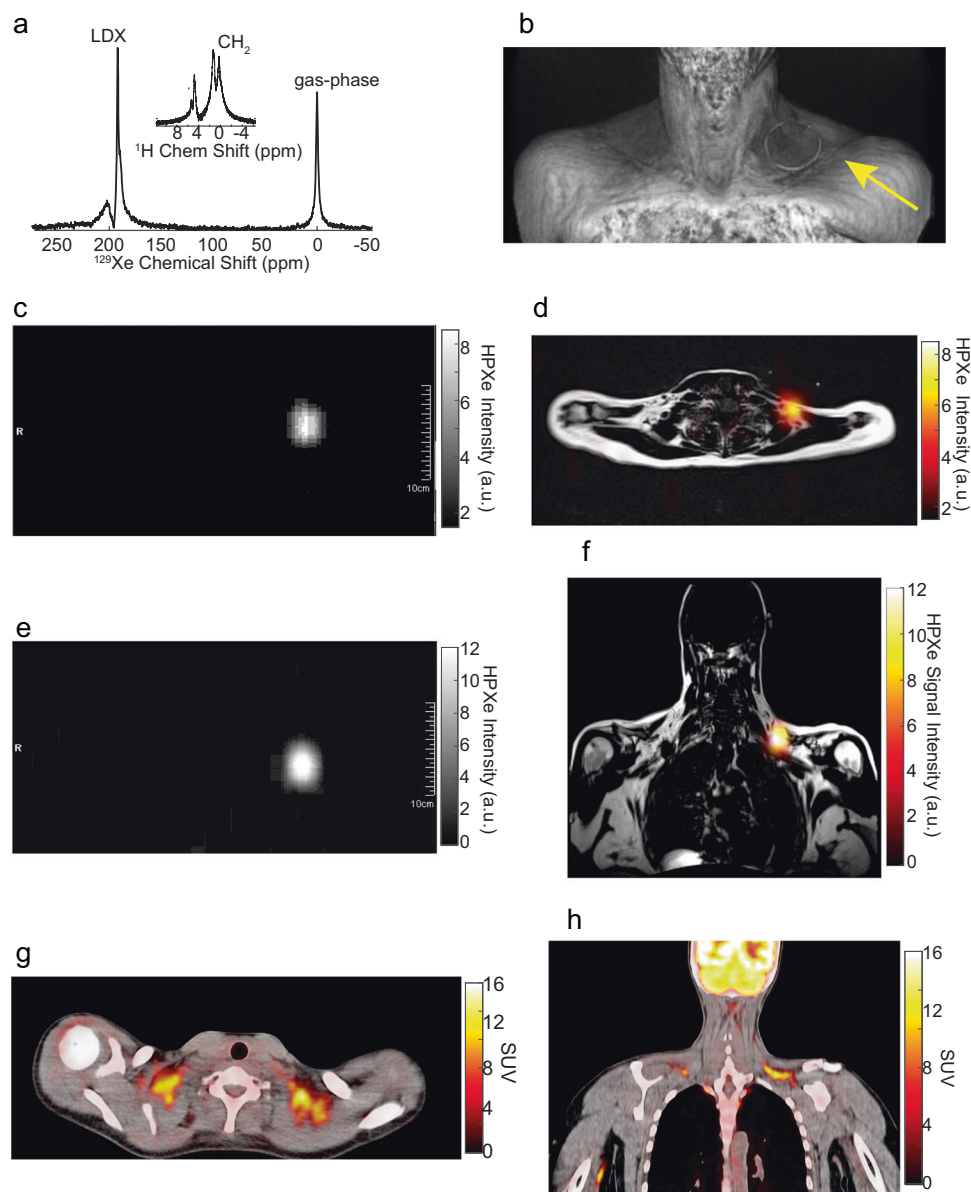 a
LDX
CH2
gas-phase
8 4 0 -4
1H Chem Shift (ppm)
250 200 150 100 50 0 -50
129Xe Chemical Shift (ppm)
b
c
R
10cm
8
6
4
2
HPXe Intensity (a.u.)
d
8
6
4
2
HPXe Intensity (a.u.)
e
R
10cm
12
10
8
6
4
2
0
HPXe Intensity (a.u.)
f
12
10
8
6
4
2
0
HPXe Signal Intensity (a.u.)
g
16
12
8
4
0
SUV
h
16
12
8
4
0
SUV